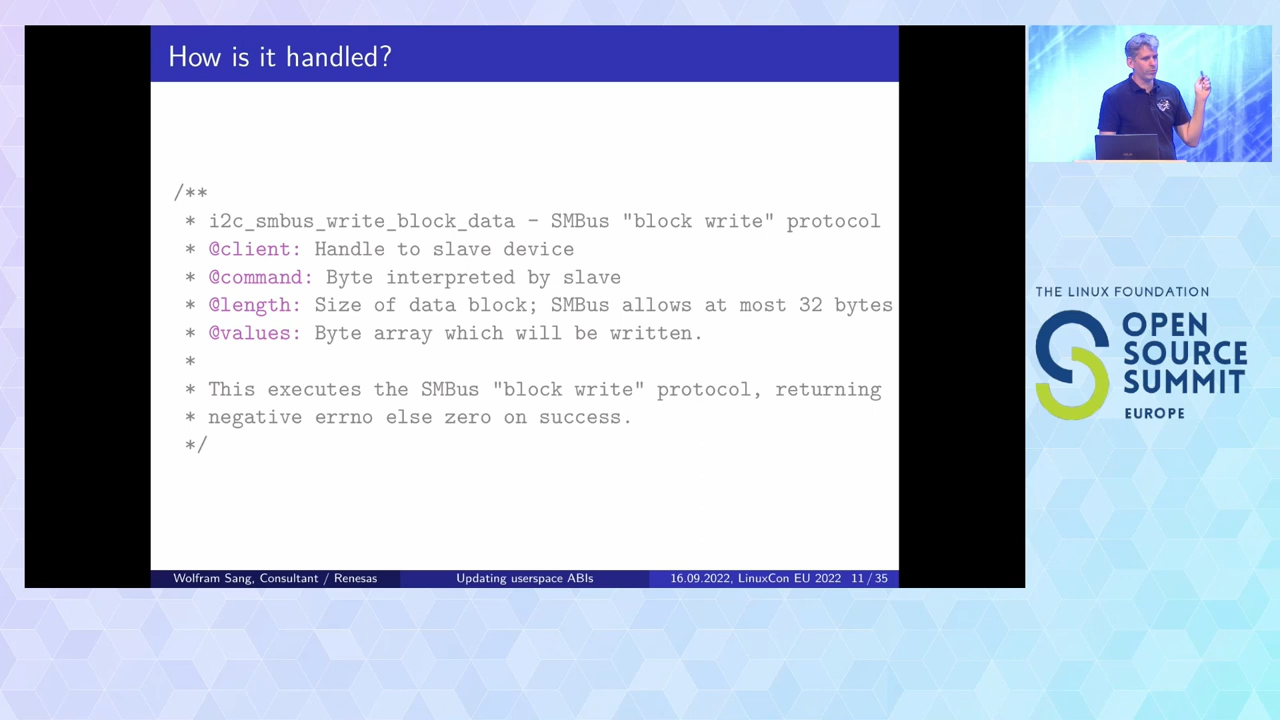 How is it handled?
/**
* i2c_smbus_write_block_data - SMBus "block write" protocol
* @client: Handle to slave device
* @command: Byte interpreted by slave
* @length: Size of data block; SMBus allows at most 32 bytes
* @values: Byte array which will be written.
*
* This executes the SMBus "block write" protocol, returning
* negative errno else zero on success.
*/
Wolfram Sang, Consultant / Renesas
Updating userspace ABIs
16.09.2022, LinuxCon EU 2022 11 / 35
THE LINUX FOUNDATION
OPEN
SOURCE
SUMMIT
EUROPE